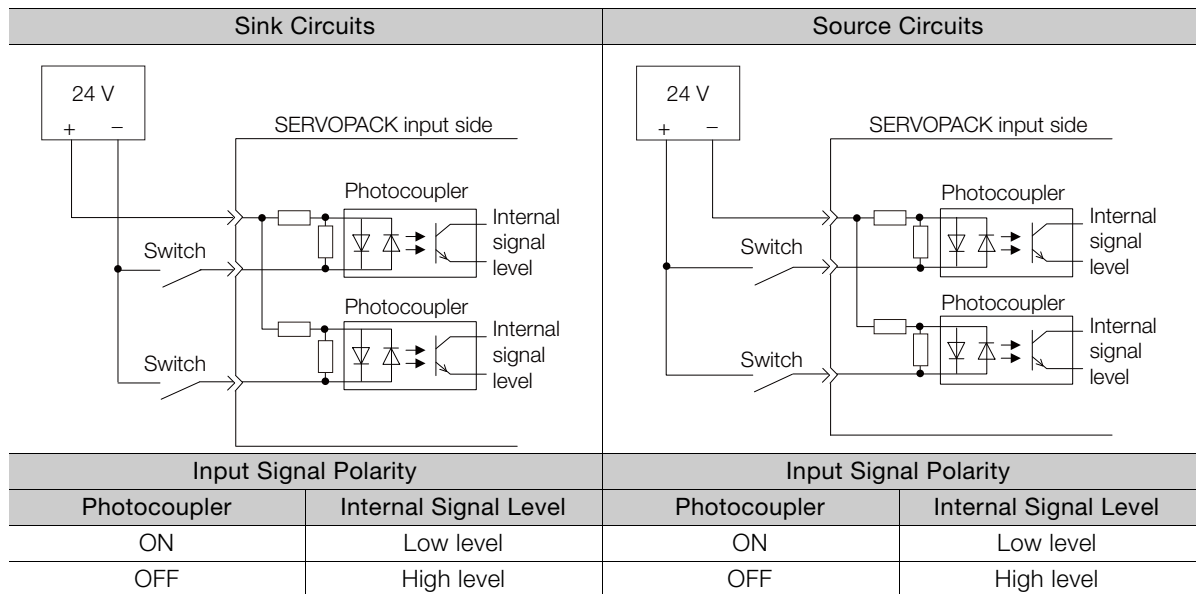 Sink Circuits
Source Circuits
24 V
+ −
SERVOPACK input side
Photocoupler
Internal
signal
level
Switch
Photocoupler
Internal
signal
level
Switch
24 V
+ −
SERVOPACK input side
Photocoupler
Internal
signal
level
Switch
Photocoupler
Internal
signal
level
Switch
Input Signal Polarity
Input Signal Polarity
Photocoupler Internal Signal Level Photocoupler Internal Signal Level
ON Low level ON Low level
OFF High level OFF High level